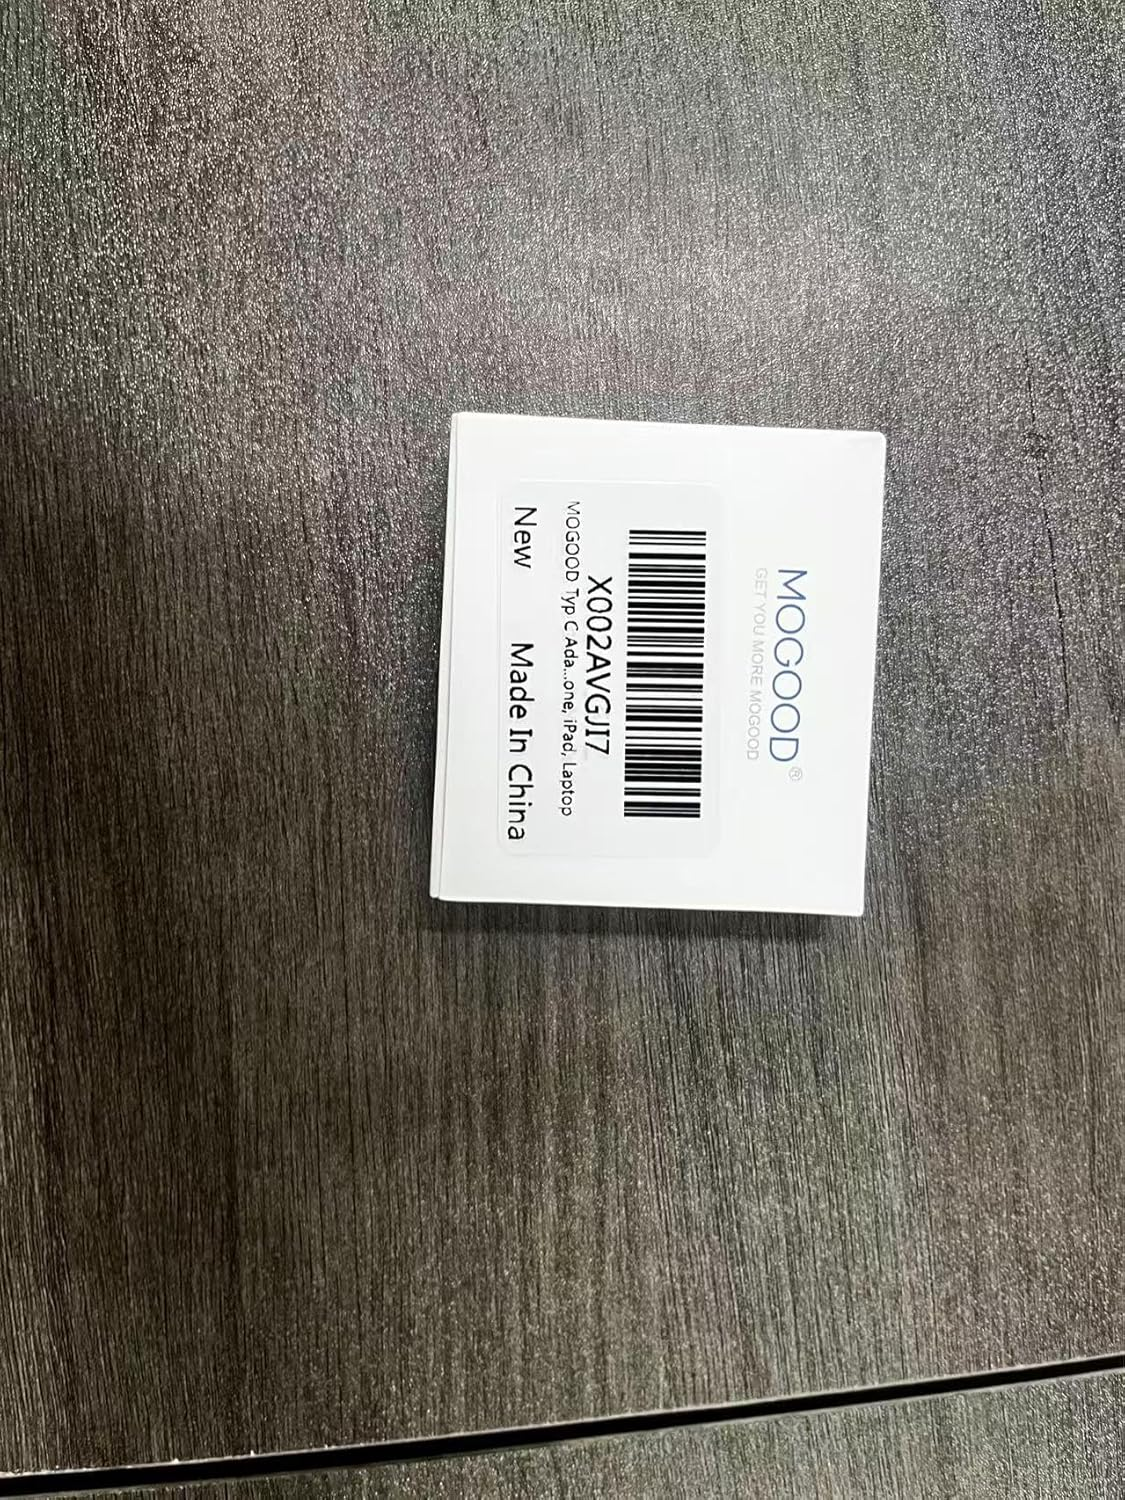 MOGOOD®
GET YOU MORE MOGOOD
X002AVGJI7
MOGOOD Typ C Ada...one, iPad, Laptop
New Made In China